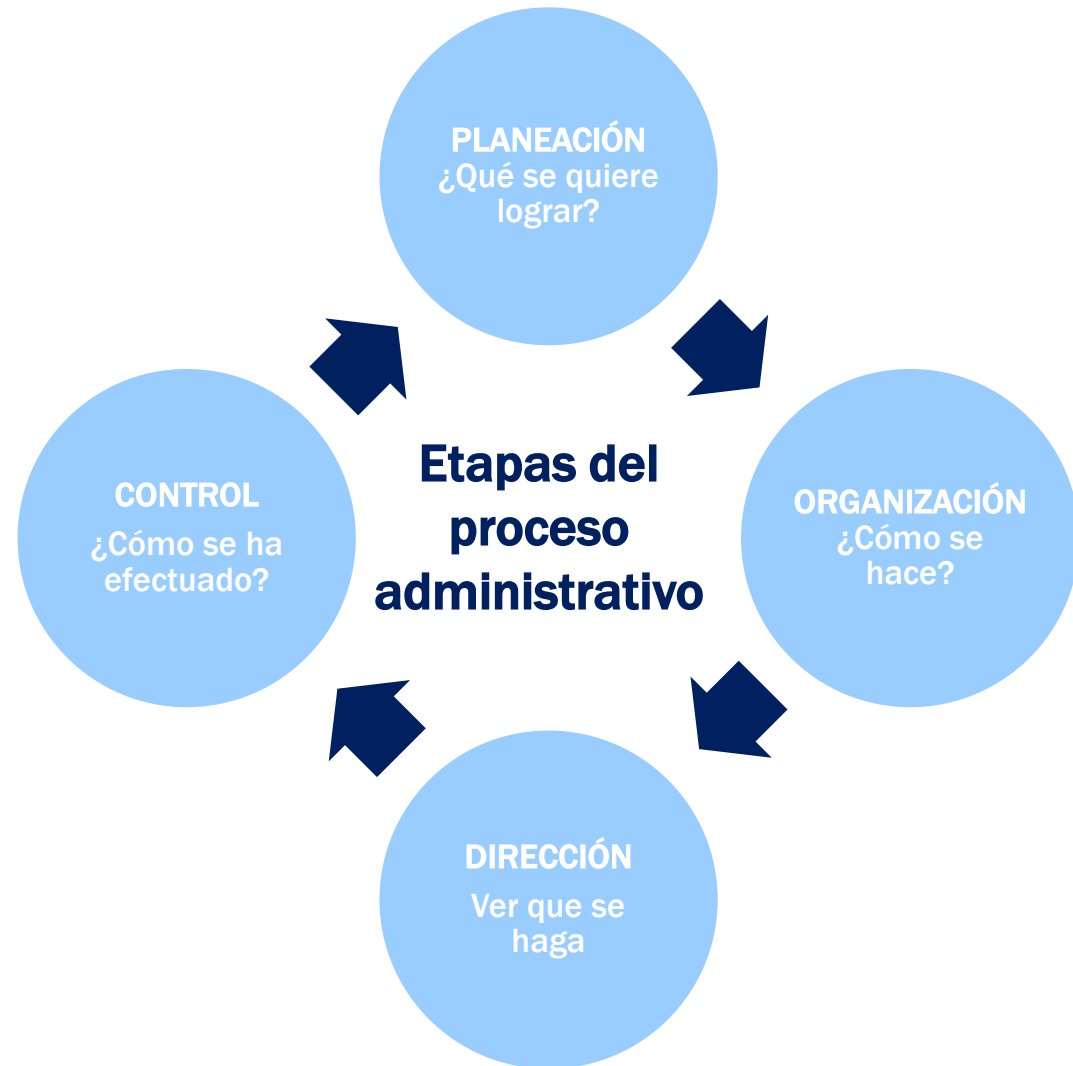 PLANEACIÓN
¿Qué se quiere
lograr?
Etapas del
proceso
administrativo
CONTROL
¿Cómo se ha
efectuado?
ORGANIZACIÓN
¿Cómo se
hace?
DIRECCIÓN
Ver que se
haga